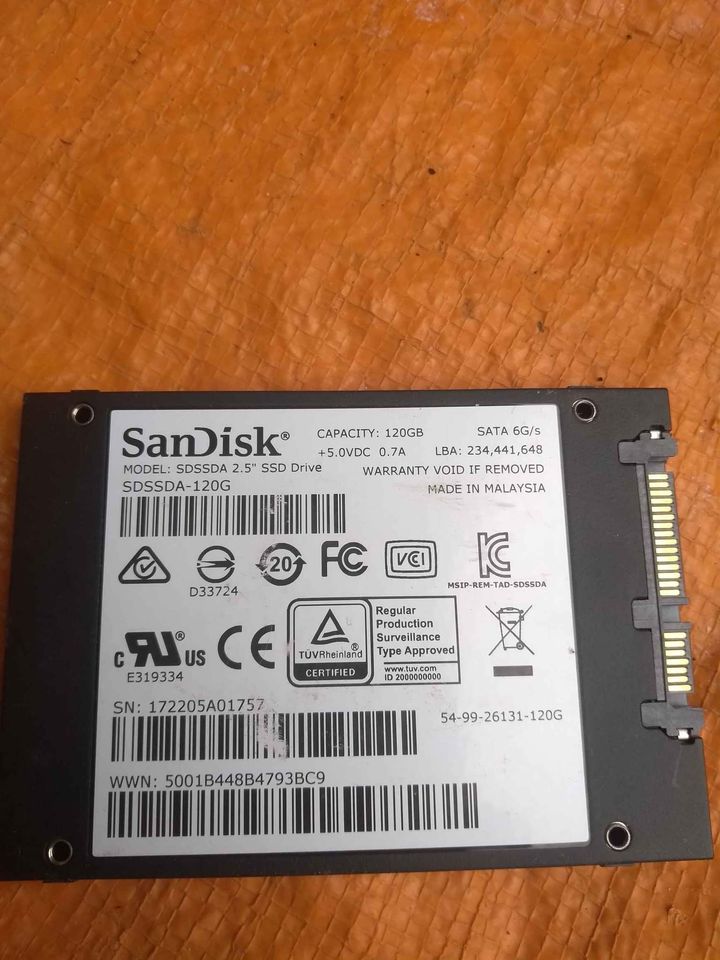 SanDisk®
CAPACITY: 120GB
SATA 6G/s
+5.0VDC 0.7A
LBA: 234,441,648
MODEL: SDSSDA 2.5" SSD Drive
WARRANTY VOID IF REMOVED
SDSSDA-120G
MADE IN MALAYSIA
D33724
20
FC
VCI
MSIP-REM-TAD-SDSSDA
c RU® US
E319334
CE
TÜVRheinland
CERTIFIED
Regular
Production
Surveillance
Type Approved
www.tuv.com
ID 2000000000
SN: 172205A01757
54-99-26131-120G
WWN: 5001B448B4793BC9